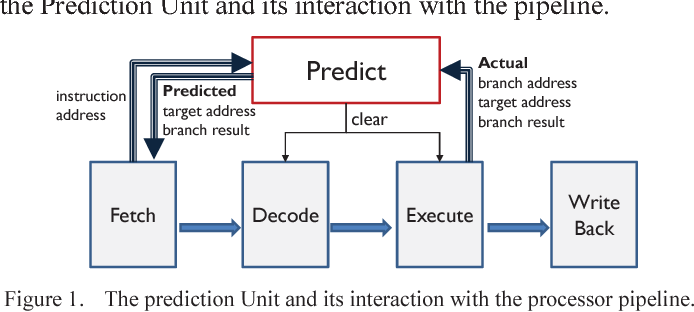 the Prediction Unit and its interaction with the pipeline.
Predict
instruction
address
Predicted
target address
branch result
clear
Actual
branch address
target address
branch result
Fetch
Decode
Execute
Write
Back
Figure 1. The prediction Unit and its interaction with the processor pipeline.